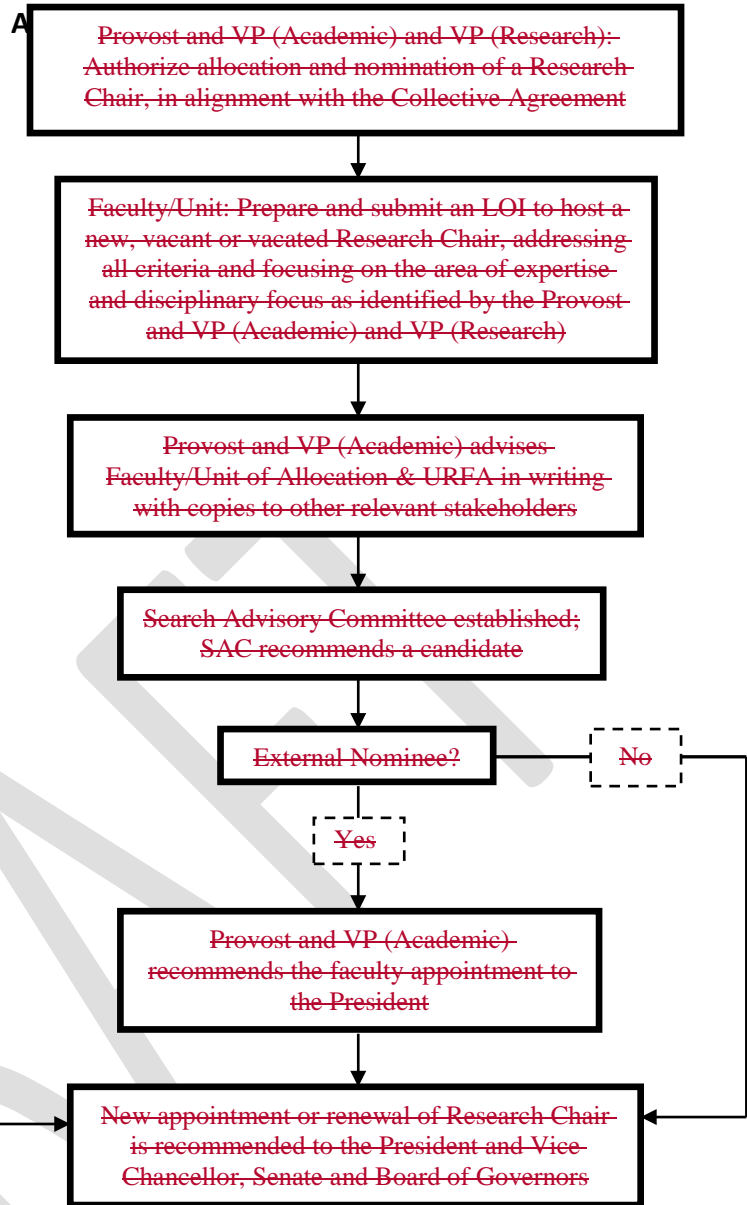 A
Provost and VP (Academic) and VP (Research):
Authorize allocation and nomination of a Research
Chair, in alignment with the Collective Agreement
Faculty/Unit: Prepare and submit an LOI to host a
new, vacant or vacated Research Chair, addressing
all criteria and focusing on the area of expertise
and disciplinary focus as identified by the Provost
and VP (Academic) and VP (Research)
Provost and VP (Academic) advises
Faculty/Unit of Allocation & URFA in writing
with copies to other relevant stakeholders
Search Advisory Committee established;
SAC recommends a candidate
External Nominee?
No
Yes
Provost and VP (Academic)
recommends the faculty appointment to
the President
New appointment or renewal of Research Chair
is recommended to the President and Vice
Chancellor, Senate and Board of Governors